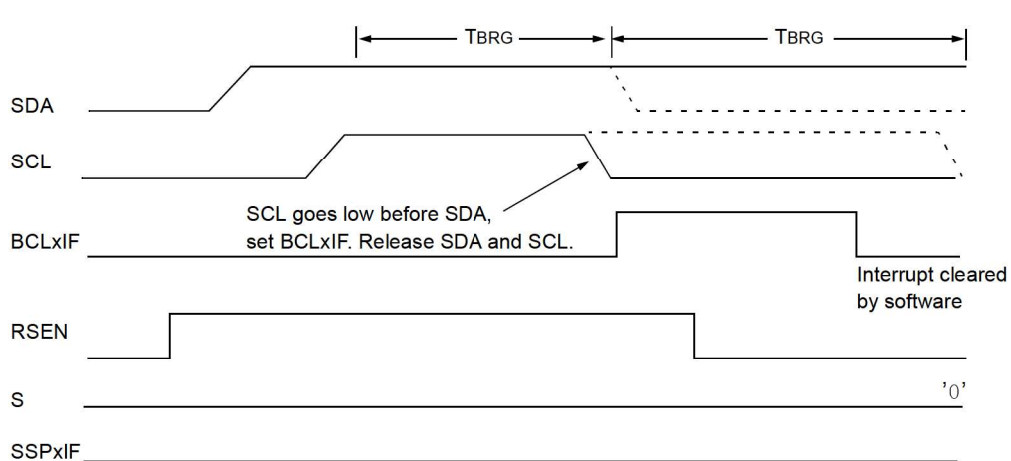 TBRG
TBRG
SDA
SCL
SCL goes low before SDA,
set BCLxIF. Release SDA and SCL.
BCLxIF
Interrupt cleared
by software
RSEN
'0'
S
SSPxIF